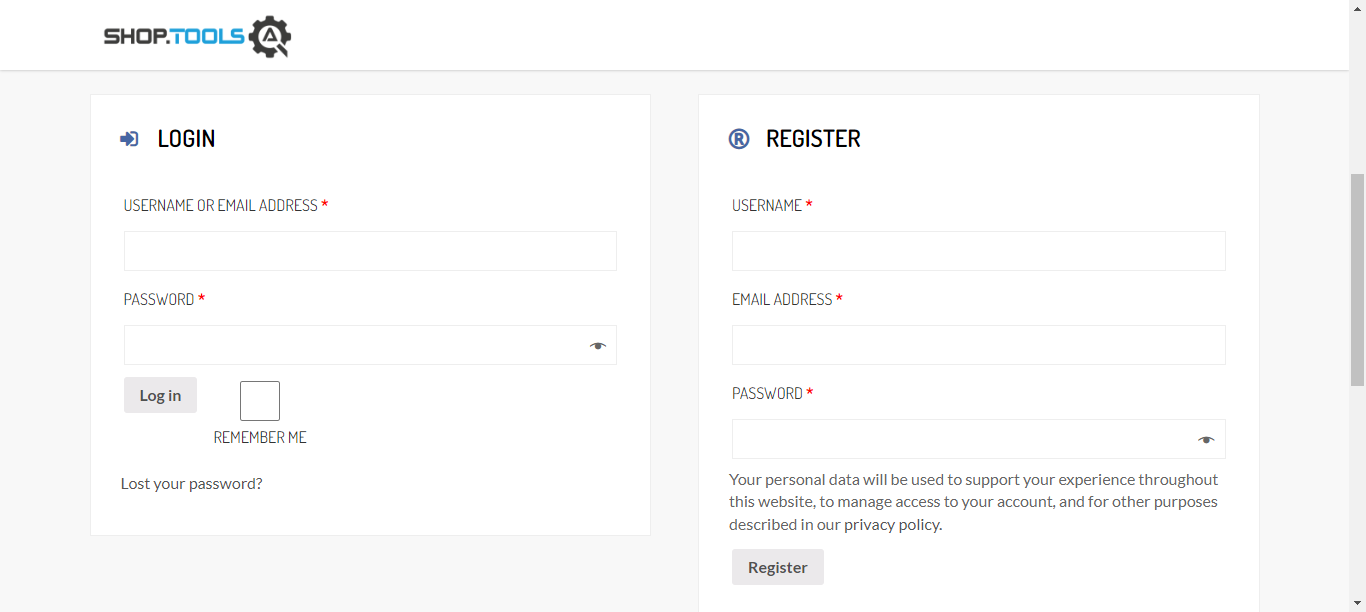 SHOP.TOOLS
LOGIN
USERNAME OR EMAIL ADDRESS *
PASSWORD *
Log in
REMEMBER ME
Lost your password?
REGISTER
USERNAME *
EMAIL ADDRESS *
PASSWORD *
Your personal data will be used to support your experience throughout
this website, to manage access to your account, and for other purposes
described in our privacy policy.
Register